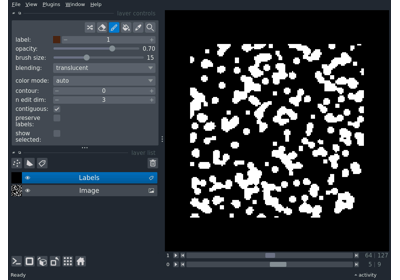 File View Plugins Window Help
layer controls
label: 1
opacity: 0.70
brush size: 15
blending: translucent
color mode: auto
contour: 0
n edit dim: 3
contiguous:
preserve
labels:
show
selected:
layer list
Labels
Image
1 64 127
0 5 9
Ready
activity